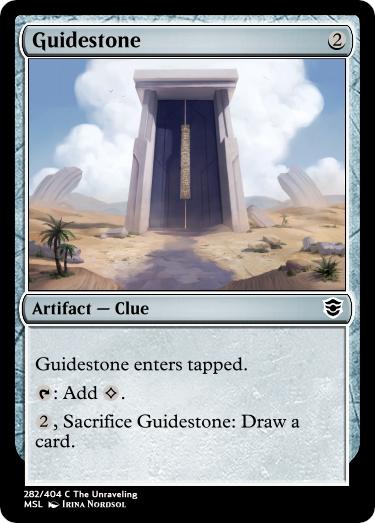 Guidestone 2
Artifact — Clue
Guidestone enters tapped.
: Add .
2, Sacrifice Guidestone: Draw a
card.
282/404 C The Unraveling
MSL Irina Nordsol